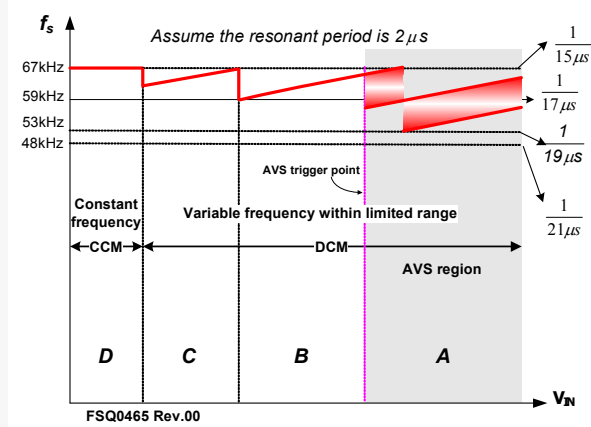 fs
Assume the resonant period is 2μs
67kHz
1
15μs
59kHz
1
17μs
53kHz
1
19μs
48kHz
1
21μs
AVS trigger point
Constant
frequency
Variable frequency within limited range
CCM
DCM
AVS region
D
C
B
A
VIN
FSQ0465 Rev.00